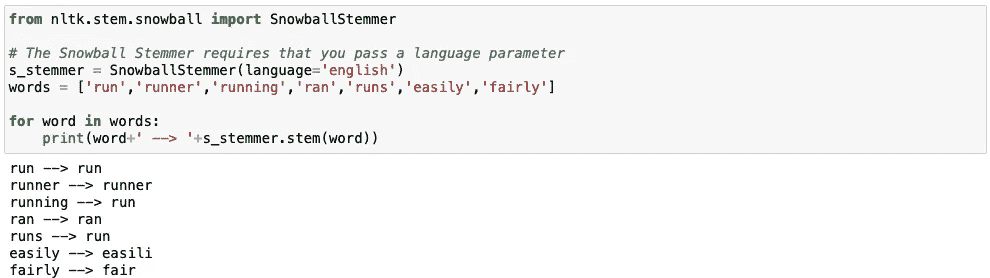 from nltk.stem.snowball import SnowballStemmer
# The Snowball Stemmer requires that you pass a language parameter
s_stemmer = SnowballStemmer(language='english')
words = ['run','runner','running','ran','runs','easily','fairly']
for word in words:
    print(word+‘ --> '+s_stemmer.stem(word))
run --> run
runner --> runner
running --> run
ran --> ran
runs --> run
easily --> easili
fairly --> fair